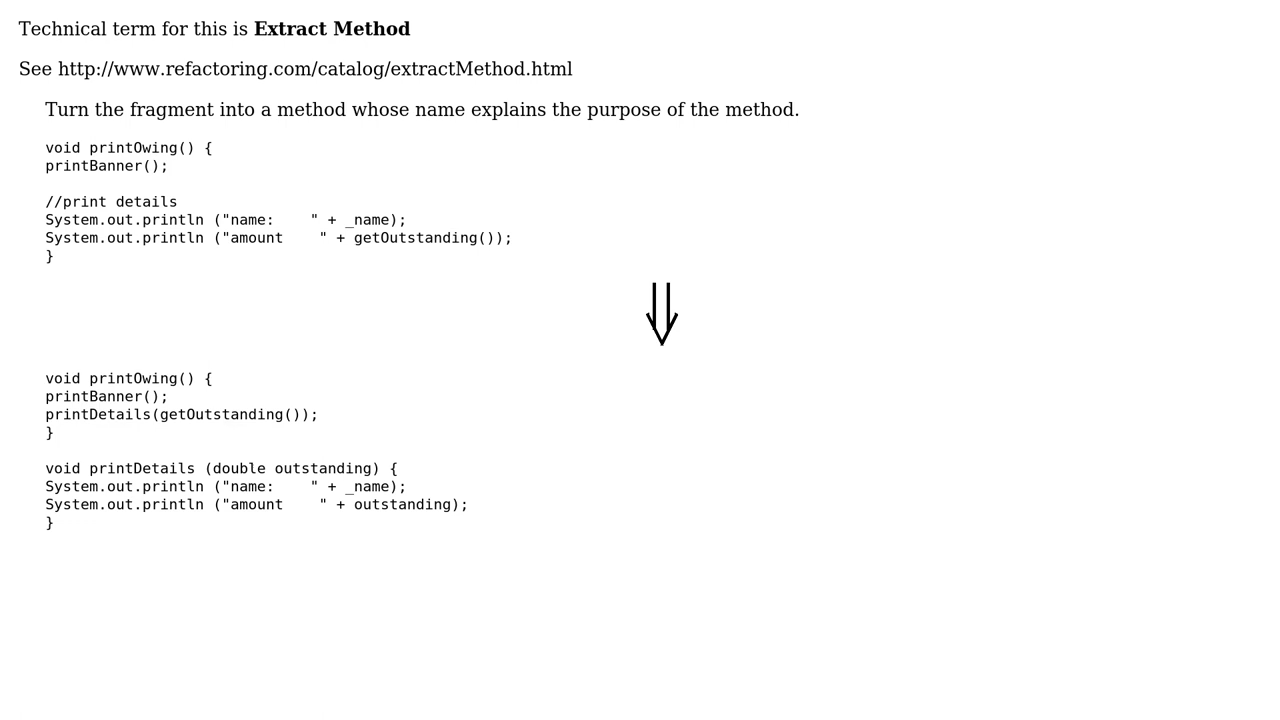 Technical term for this is Extract Method
See http://www.refactoring.com/catalog/extractMethod.html
Turn the fragment into a method whose name explains the purpose of the method.
void printOwing() {
printBanner();
//print details
System.out.println ("name:    " + _name);
System.out.println ("amount    " + getOutstanding());
}
void printOwing() {
printBanner();
printDetails(getOutstanding());
}
void printDetails (double outstanding) {
System.out.println ("name:    " + _name);
System.out.println ("amount    " + outstanding);
}